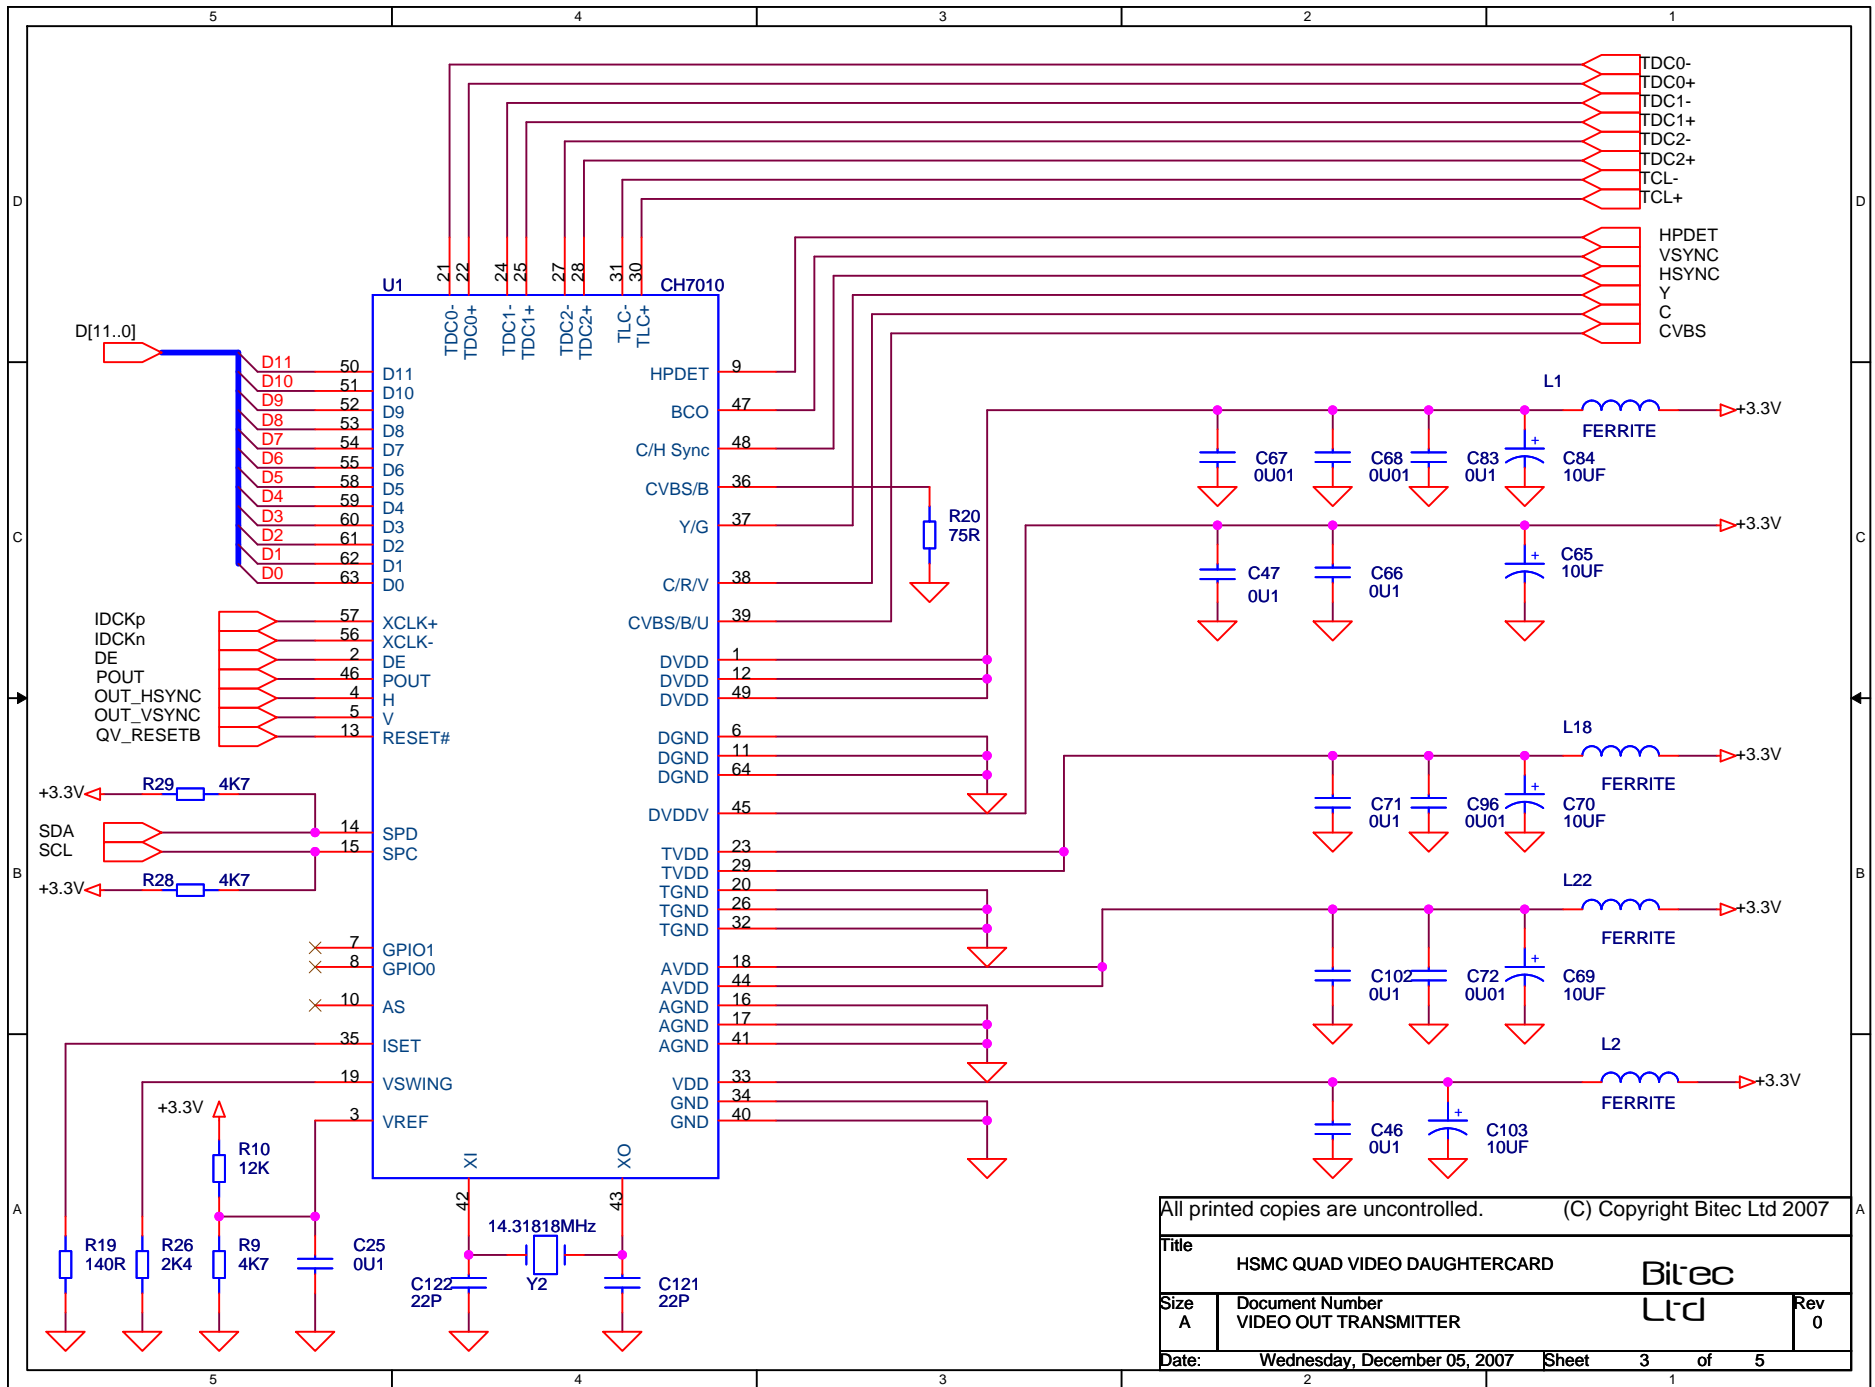 5 4 3 2 1
D
D
C
C
B
B
A
A
5 4 3 2 1
TDC0-
TDC0+
TDC1-
TDC1+
TDC2-
TDC2+
TCL-
TCL+
HPDET
VSYNC
HSYNC
Y
C
CVBS
U1
CH7010
21 22 24 25 27 28 31 30
TDC0- TDC0+ TDC1- TDC1+ TDC2- TDC2+ TLC- TLC+
D[11..0]
D11 50 D11
D10 51 D10
D9 52 D9
D8 53 D8
D7 54 D7
D6 55 D6
D5 58 D5
D4 59 D4
D3 60 D3
D2 61 D2
D1 62 D1
D0 63 D0
IDCKp 57 XCLK+
IDCKn 56 XCLK-
DE 2 DE
POUT 46 POUT
OUT_HSYNC 4 H
OUT_VSYNC 5 V
QV_RESETB 13 RESET#
+3.3V R29 4K7
SDA 14 SPD
SCL 15 SPC
+3.3V R28 4K7
7 GPIO1
8 GPIO0
10 AS
35 ISET
19 VSWING
3 VREF
HPDET 9
BCO 47
C/H Sync 48
CVBS/B 36
Y/G 37
C/R/V 38
CVBS/B/U 39
DVDD 1
DVDD 12
DVDD 49
DGND 6
DGND 11
DGND 64
DVDDV 45
TVDD 23
TVDD 29
TGND 20
TGND 26
TGND 32
AVDD 18
AVDD 44
AGND 16
AGND 17
AGND 41
VDD 33
GND 34
GND 40
XI XO
42 43
R20
75R
L1
FERRITE
+3.3V
C67
0U01
C68
0U01
C83
0U1
+
C84
10UF
+3.3V
C47
0U1
C66
0U1
+
C65
10UF
L18
FERRITE
+3.3V
C71
0U1
C96
0U01
+
C70
10UF
L22
FERRITE
+3.3V
C102
0U1
C72
0U01
+
C69
10UF
L2
FERRITE
+3.3V
C46
0U1
+
C103
10UF
+3.3V
R10
12K
R19
140R
R26
2K4
R9
4K7
C25
0U1
14.31818MHz
Y2
C122
22P
C121
22P
All printed copies are uncontrolled. (C) Copyright Bitec Ltd 2007
Title
HSMC QUAD VIDEO DAUGHTERCARD
Bitec
Ltd
Size
A
Document Number
VIDEO OUT TRANSMITTER
Rev
0
Date: Wednesday, December 05, 2007 Sheet 3 of 5